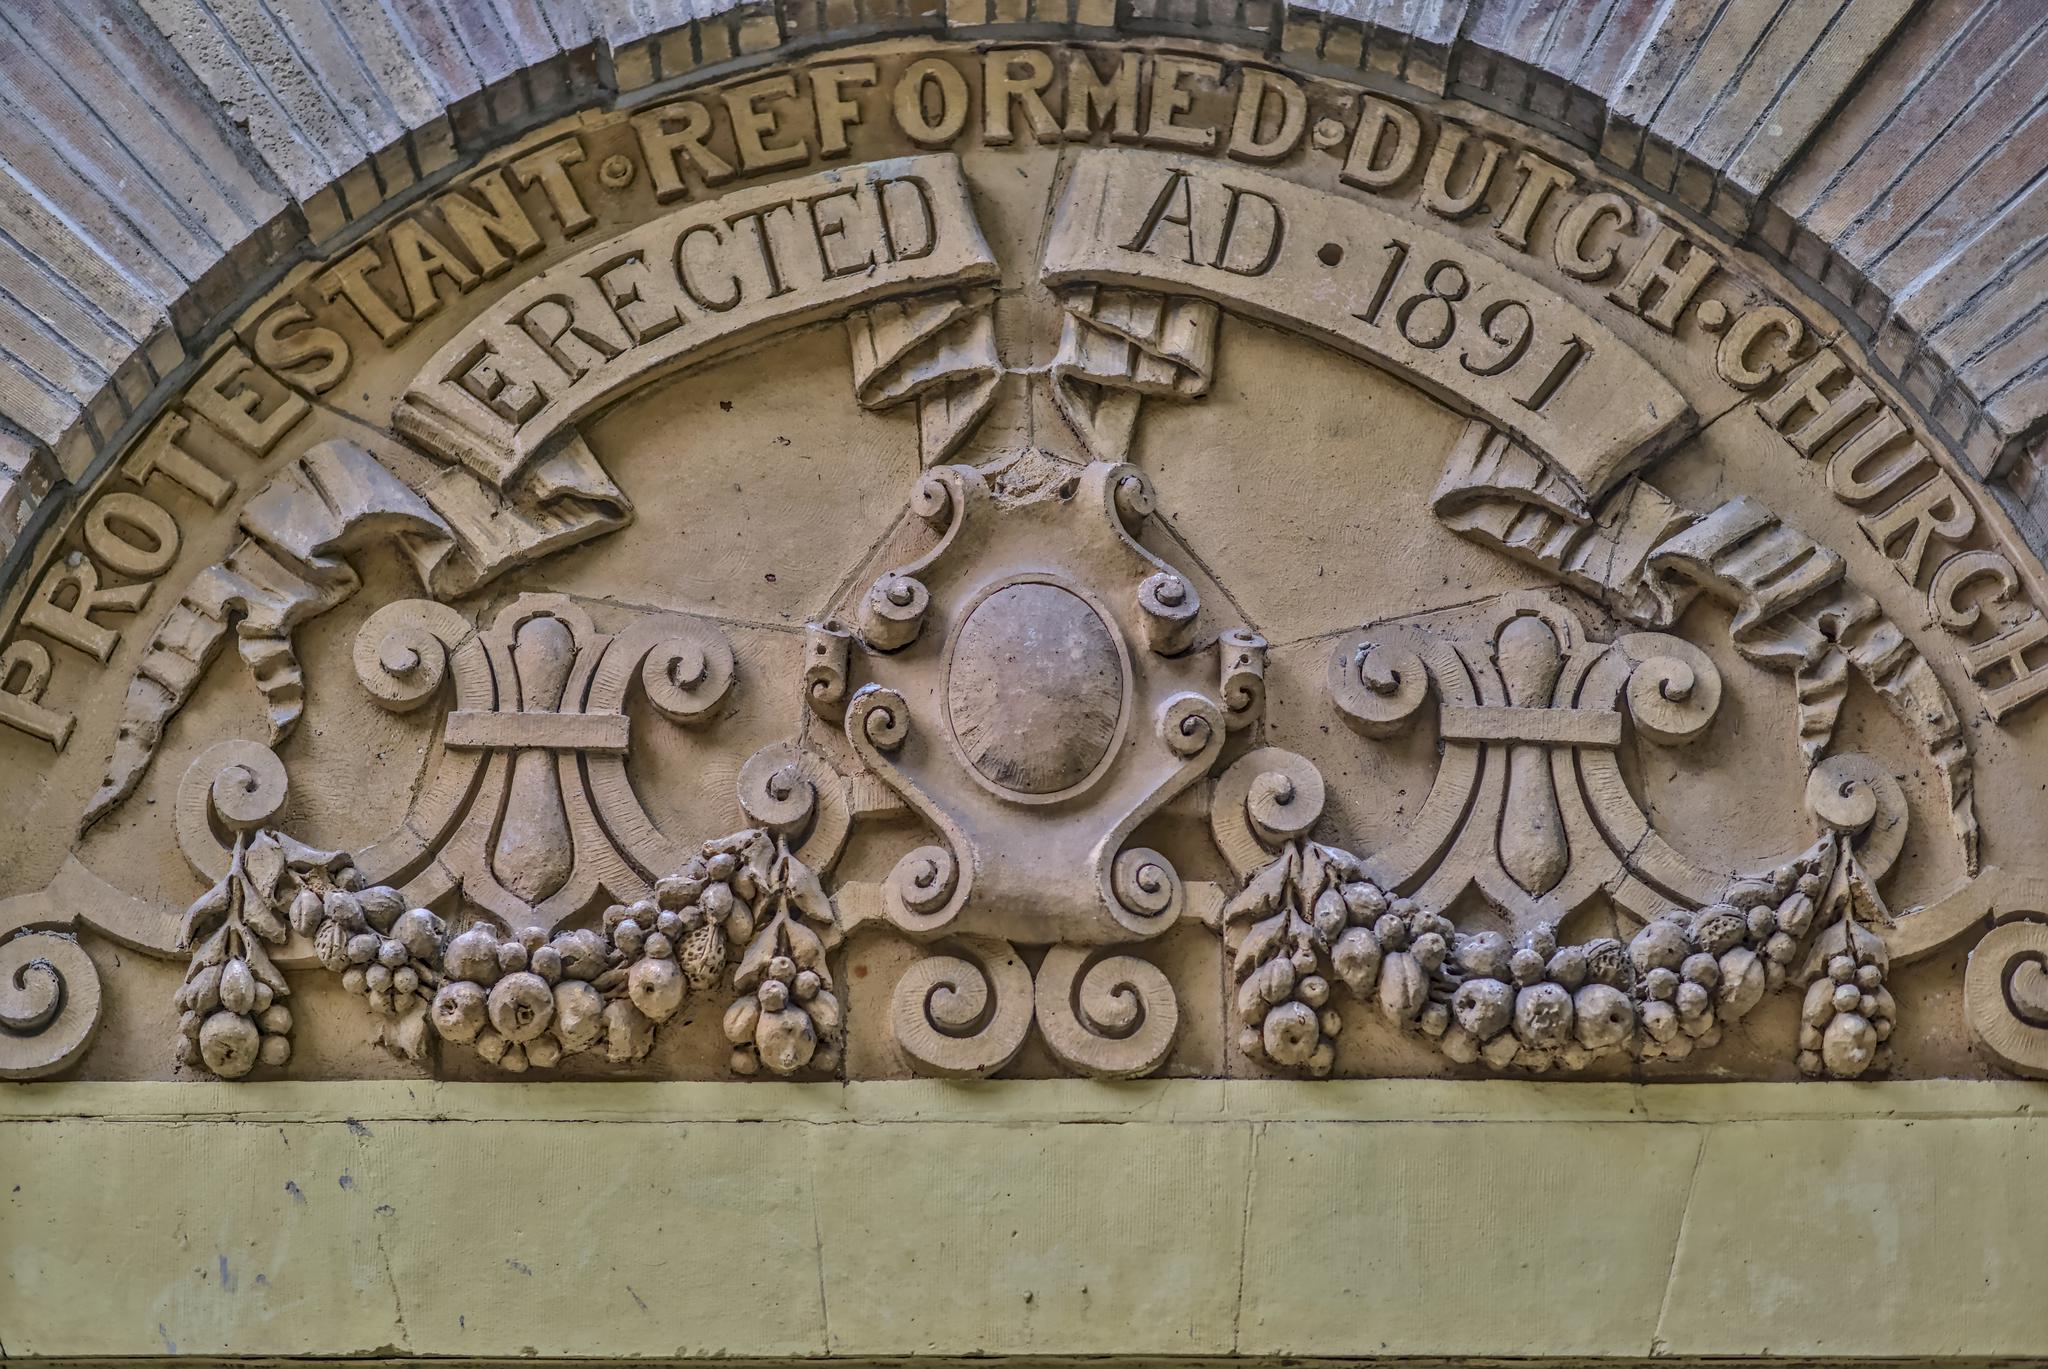 PROTESTANT · REFORMED · DUTCH · CHURCH
ERECTED AD · 1891